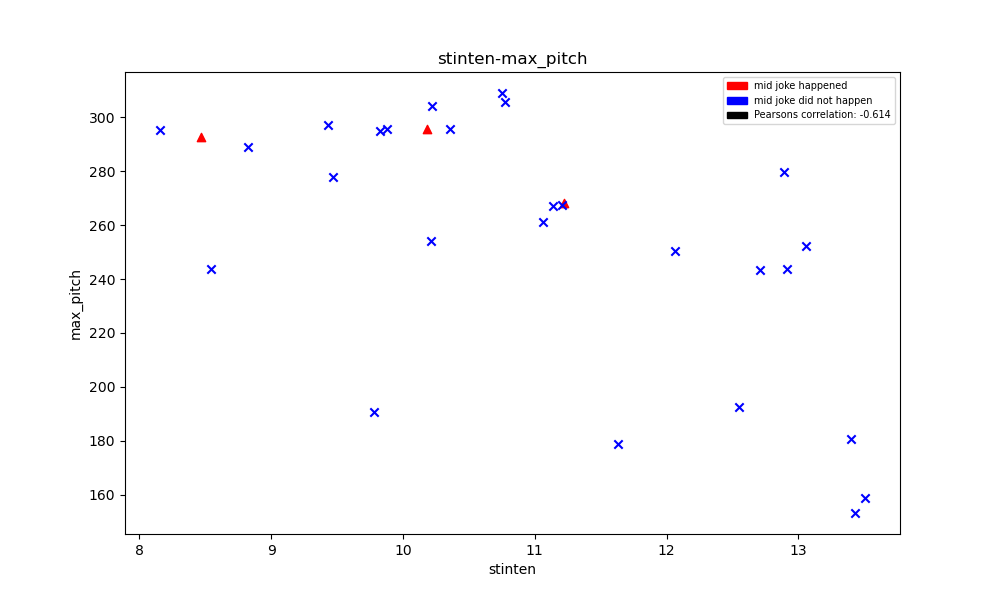 stinten-max_pitch
mid joke happened
mid joke did not happen
Pearsons correlation: -0.614
max_pitch
300
280
260
240
220
200
180
160
8 9 10 11 12 13
stinten